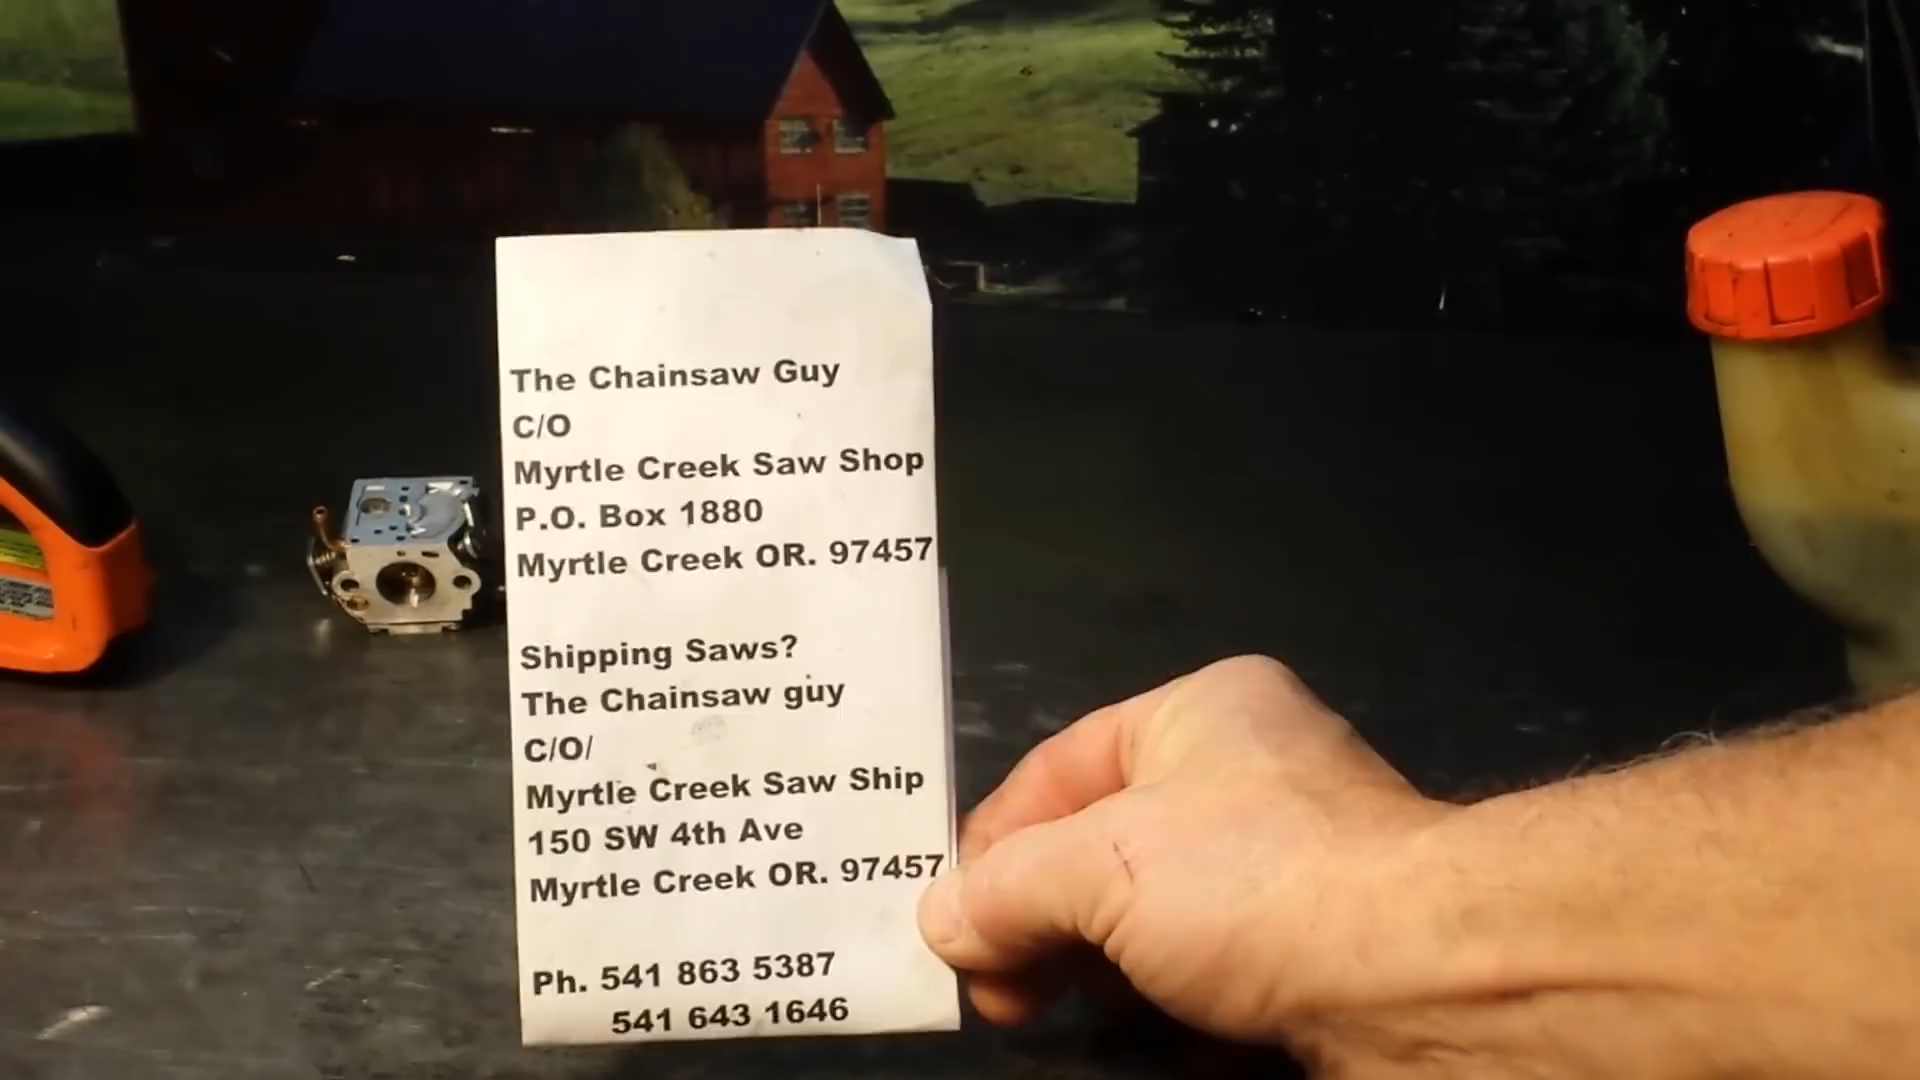 The Chainsaw Guy
C/O
Myrtle Creek Saw Shop
P.O. Box 1880
Myrtle Creek OR. 97457
Shipping Saws?
The Chainsaw guy
C/O/
Myrtle Creek Saw Ship
150 SW 4th Ave
Myrtle Creek OR. 97457
Ph. 541 863 5387
541 643 1646